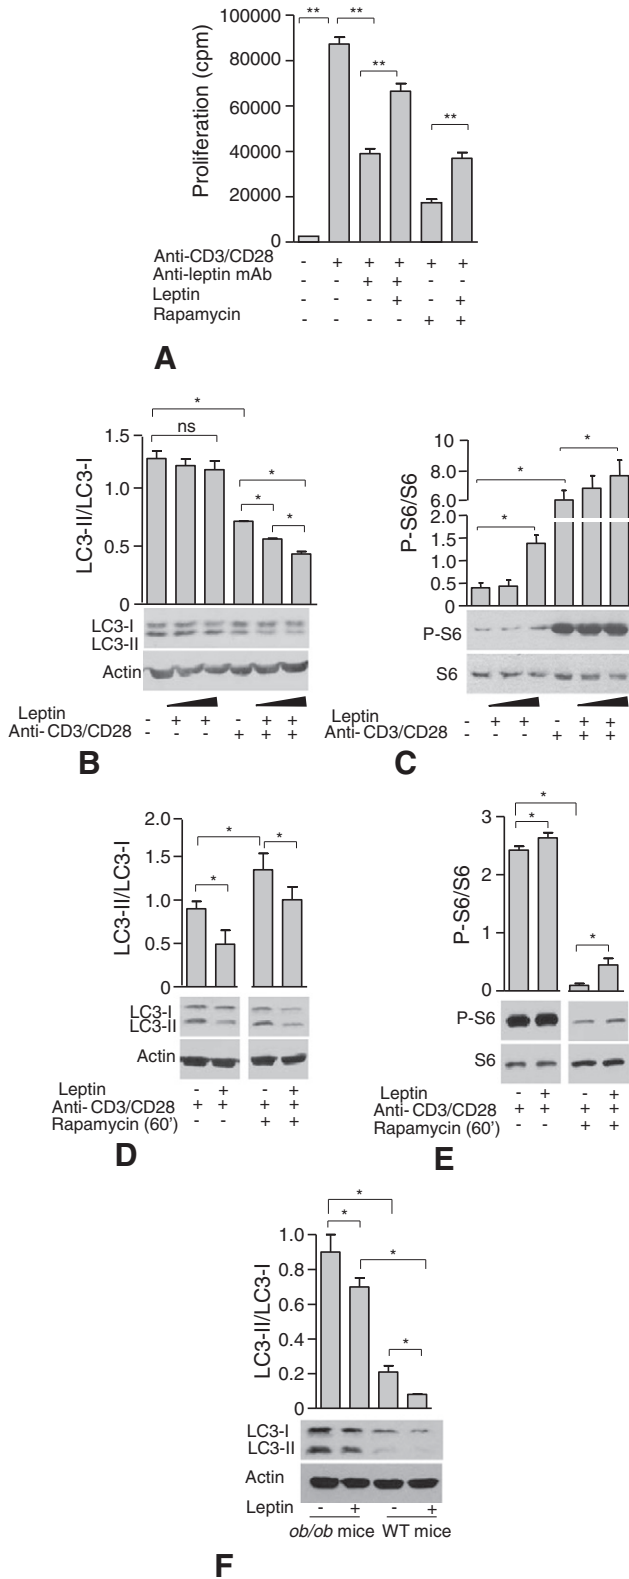 100000
80000
60000
40000
20000
0
Proliferation (cpm)
** ** ** **
Anti-CD3/CD28 - + + + + +
Anti-leptin mAb - - + + - -
Leptin - - - + - +
Rapamycin - - - - + +
A
1.5
1.0
0.5
0
LC3-II/LC3-I
* ns * * *
LC3-I
LC3-II
Actin
Leptin - + + - + +
Anti-CD3/CD28 - - - + + +
B
10
8.0
6.0
2.0
1.5
1.0
0.5
0
P-S6/S6
* * *
P-S6
S6
Leptin - + + - + +
Anti-CD3/CD28 - - - + + +
C
2.0
1.5
1.0
0.5
0
LC3-II/LC3-I
* * *
LC3-I
LC3-II
Actin
Leptin - + - +
Anti-CD3/CD28 + + + +
Rapamycin (60') - - + +
D
3
2
1
0
P-S6/S6
* * *
P-S6
S6
Leptin - + - +
Anti-CD3/CD28 + + + +
Rapamycin (60') - - + +
E
1.0
0.8
0.6
0.4
0.2
0
LC3-II/LC3-I
* * * *
LC3-I
LC3-II
Actin
Leptin - + - +
ob/ob mice WT mice
F